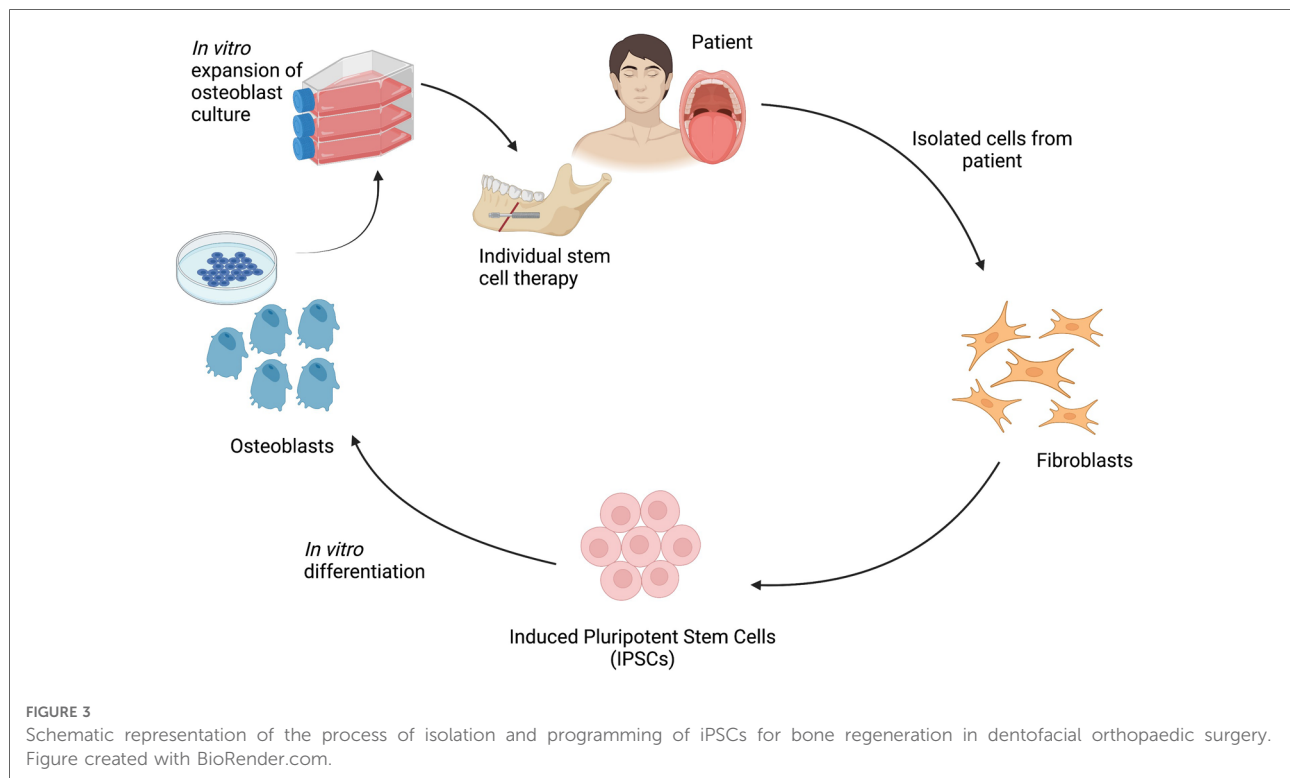 In vitro
expansion of
osteoblast
culture
Patient
Isolated cells from
patient
Individual stem
cell therapy
Fibroblasts
Osteoblasts
In vitro
differentiation
Induced Pluripotent Stem Cells
(IPSCs)
FIGURE 3
Schematic representation of the process of isolation and programming of iPSCs for bone regeneration in dentofacial orthopaedic surgery.
Figure created with BioRender.com.